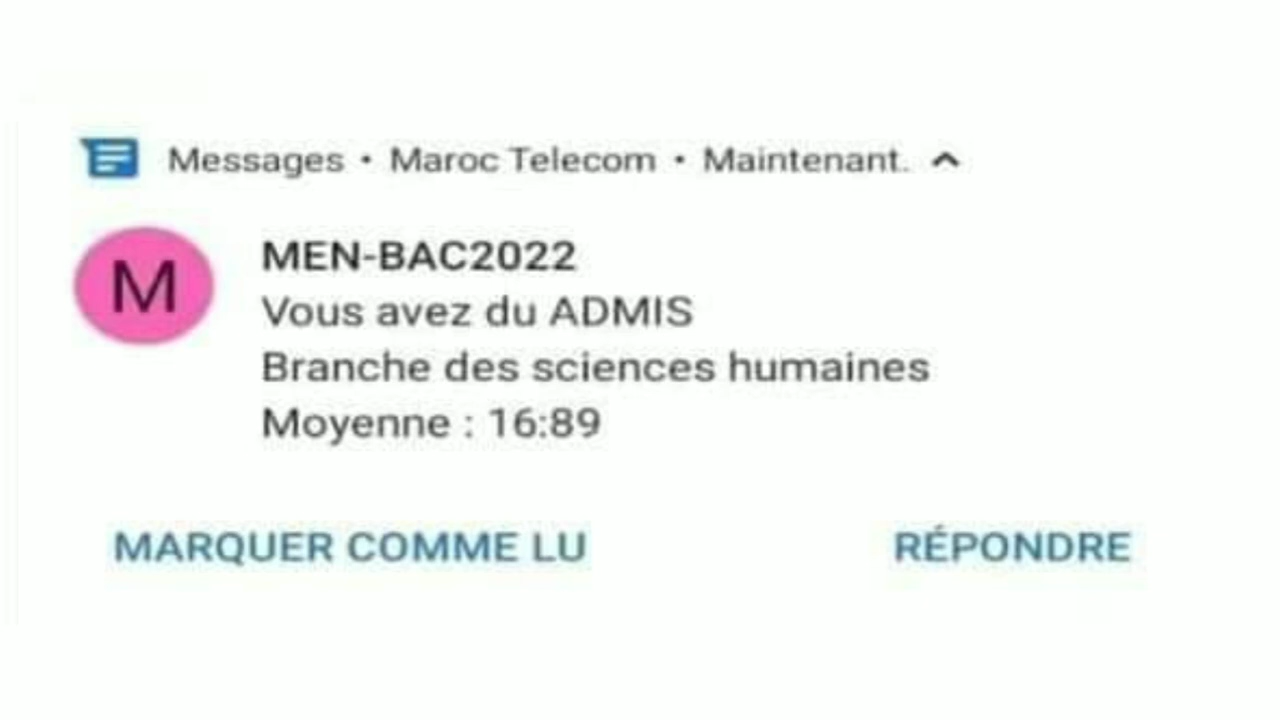 Messages • Maroc Telecom • Maintenant.
M
MEN-BAC2022
Vous avez du ADMIS
Branche des sciences humaines
Moyenne : 16:89
MARQUER COMME LU
RÉPONDRE